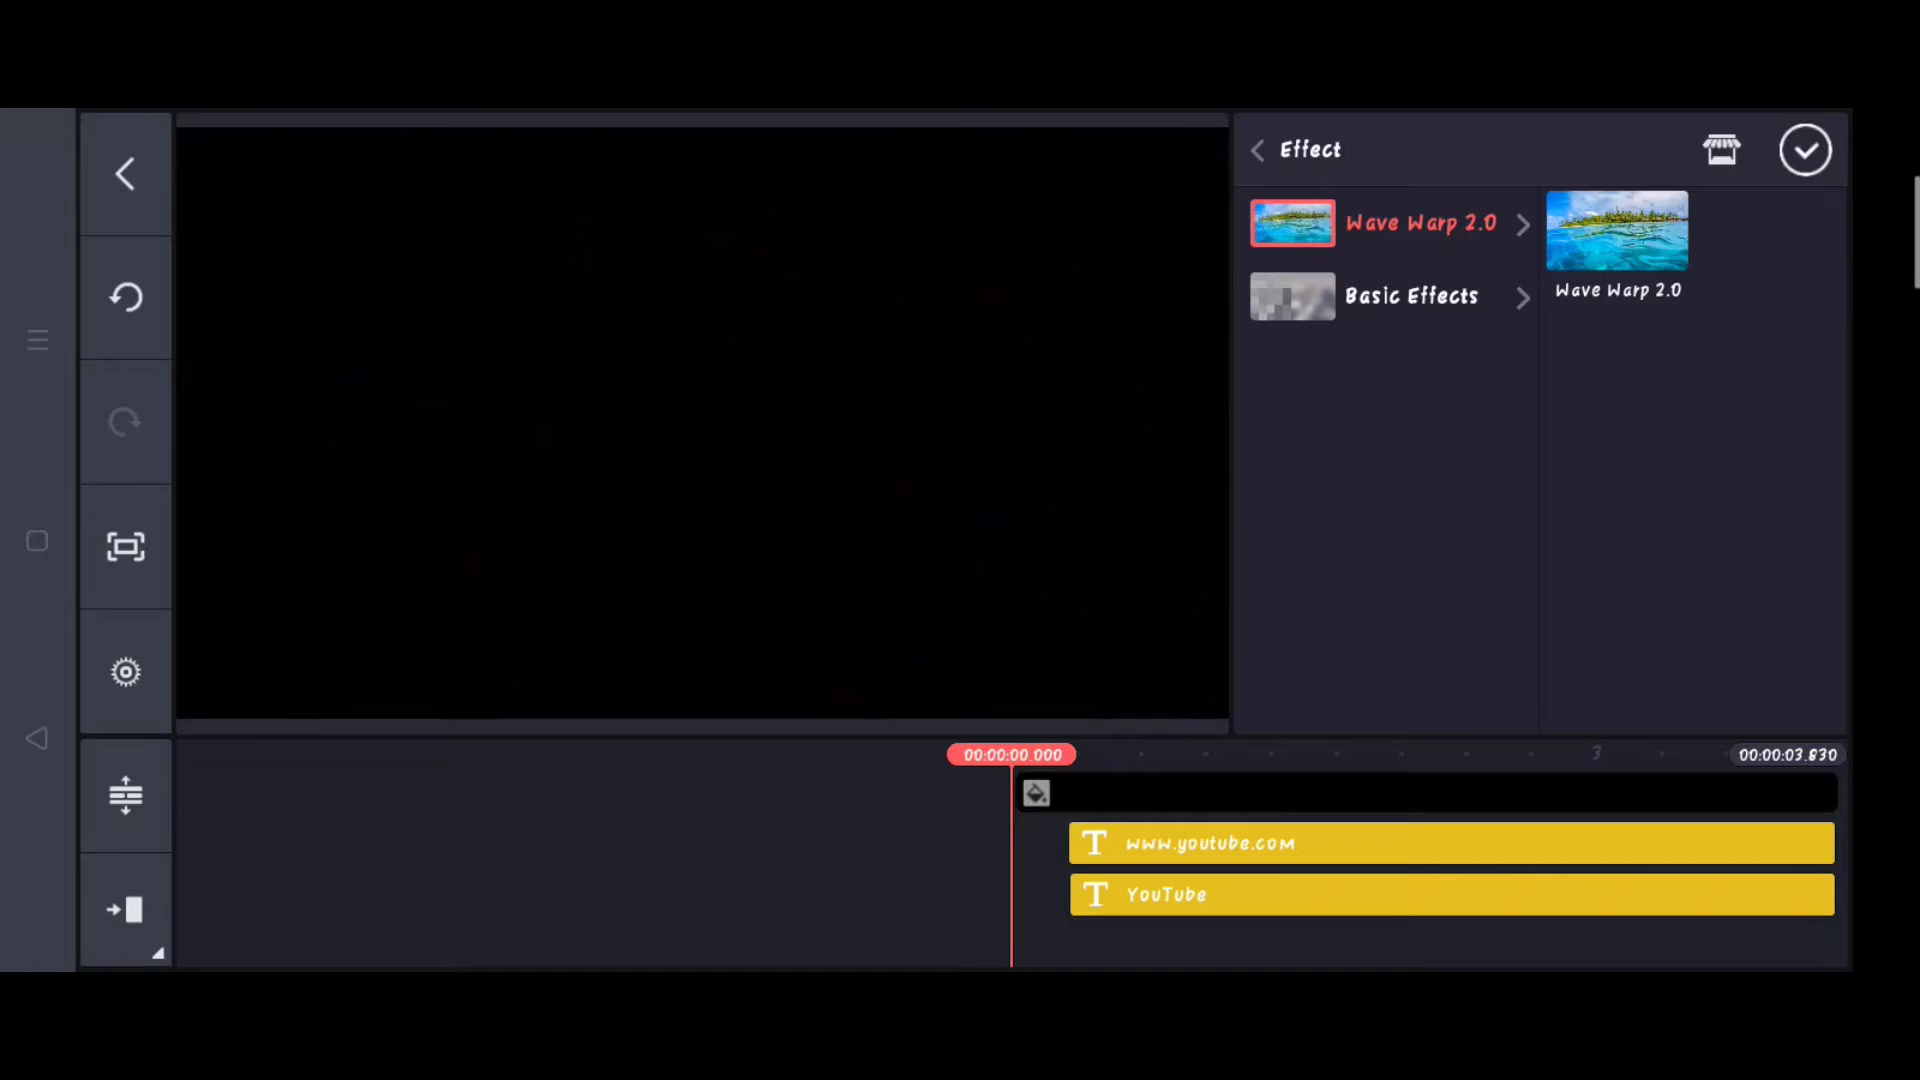 Effect
Wave Warp 2.0
Basic Effects
Wave Warp 2.0
00:00:00.000
3
00:00:03.830
T www.youtube.com
T YouTube